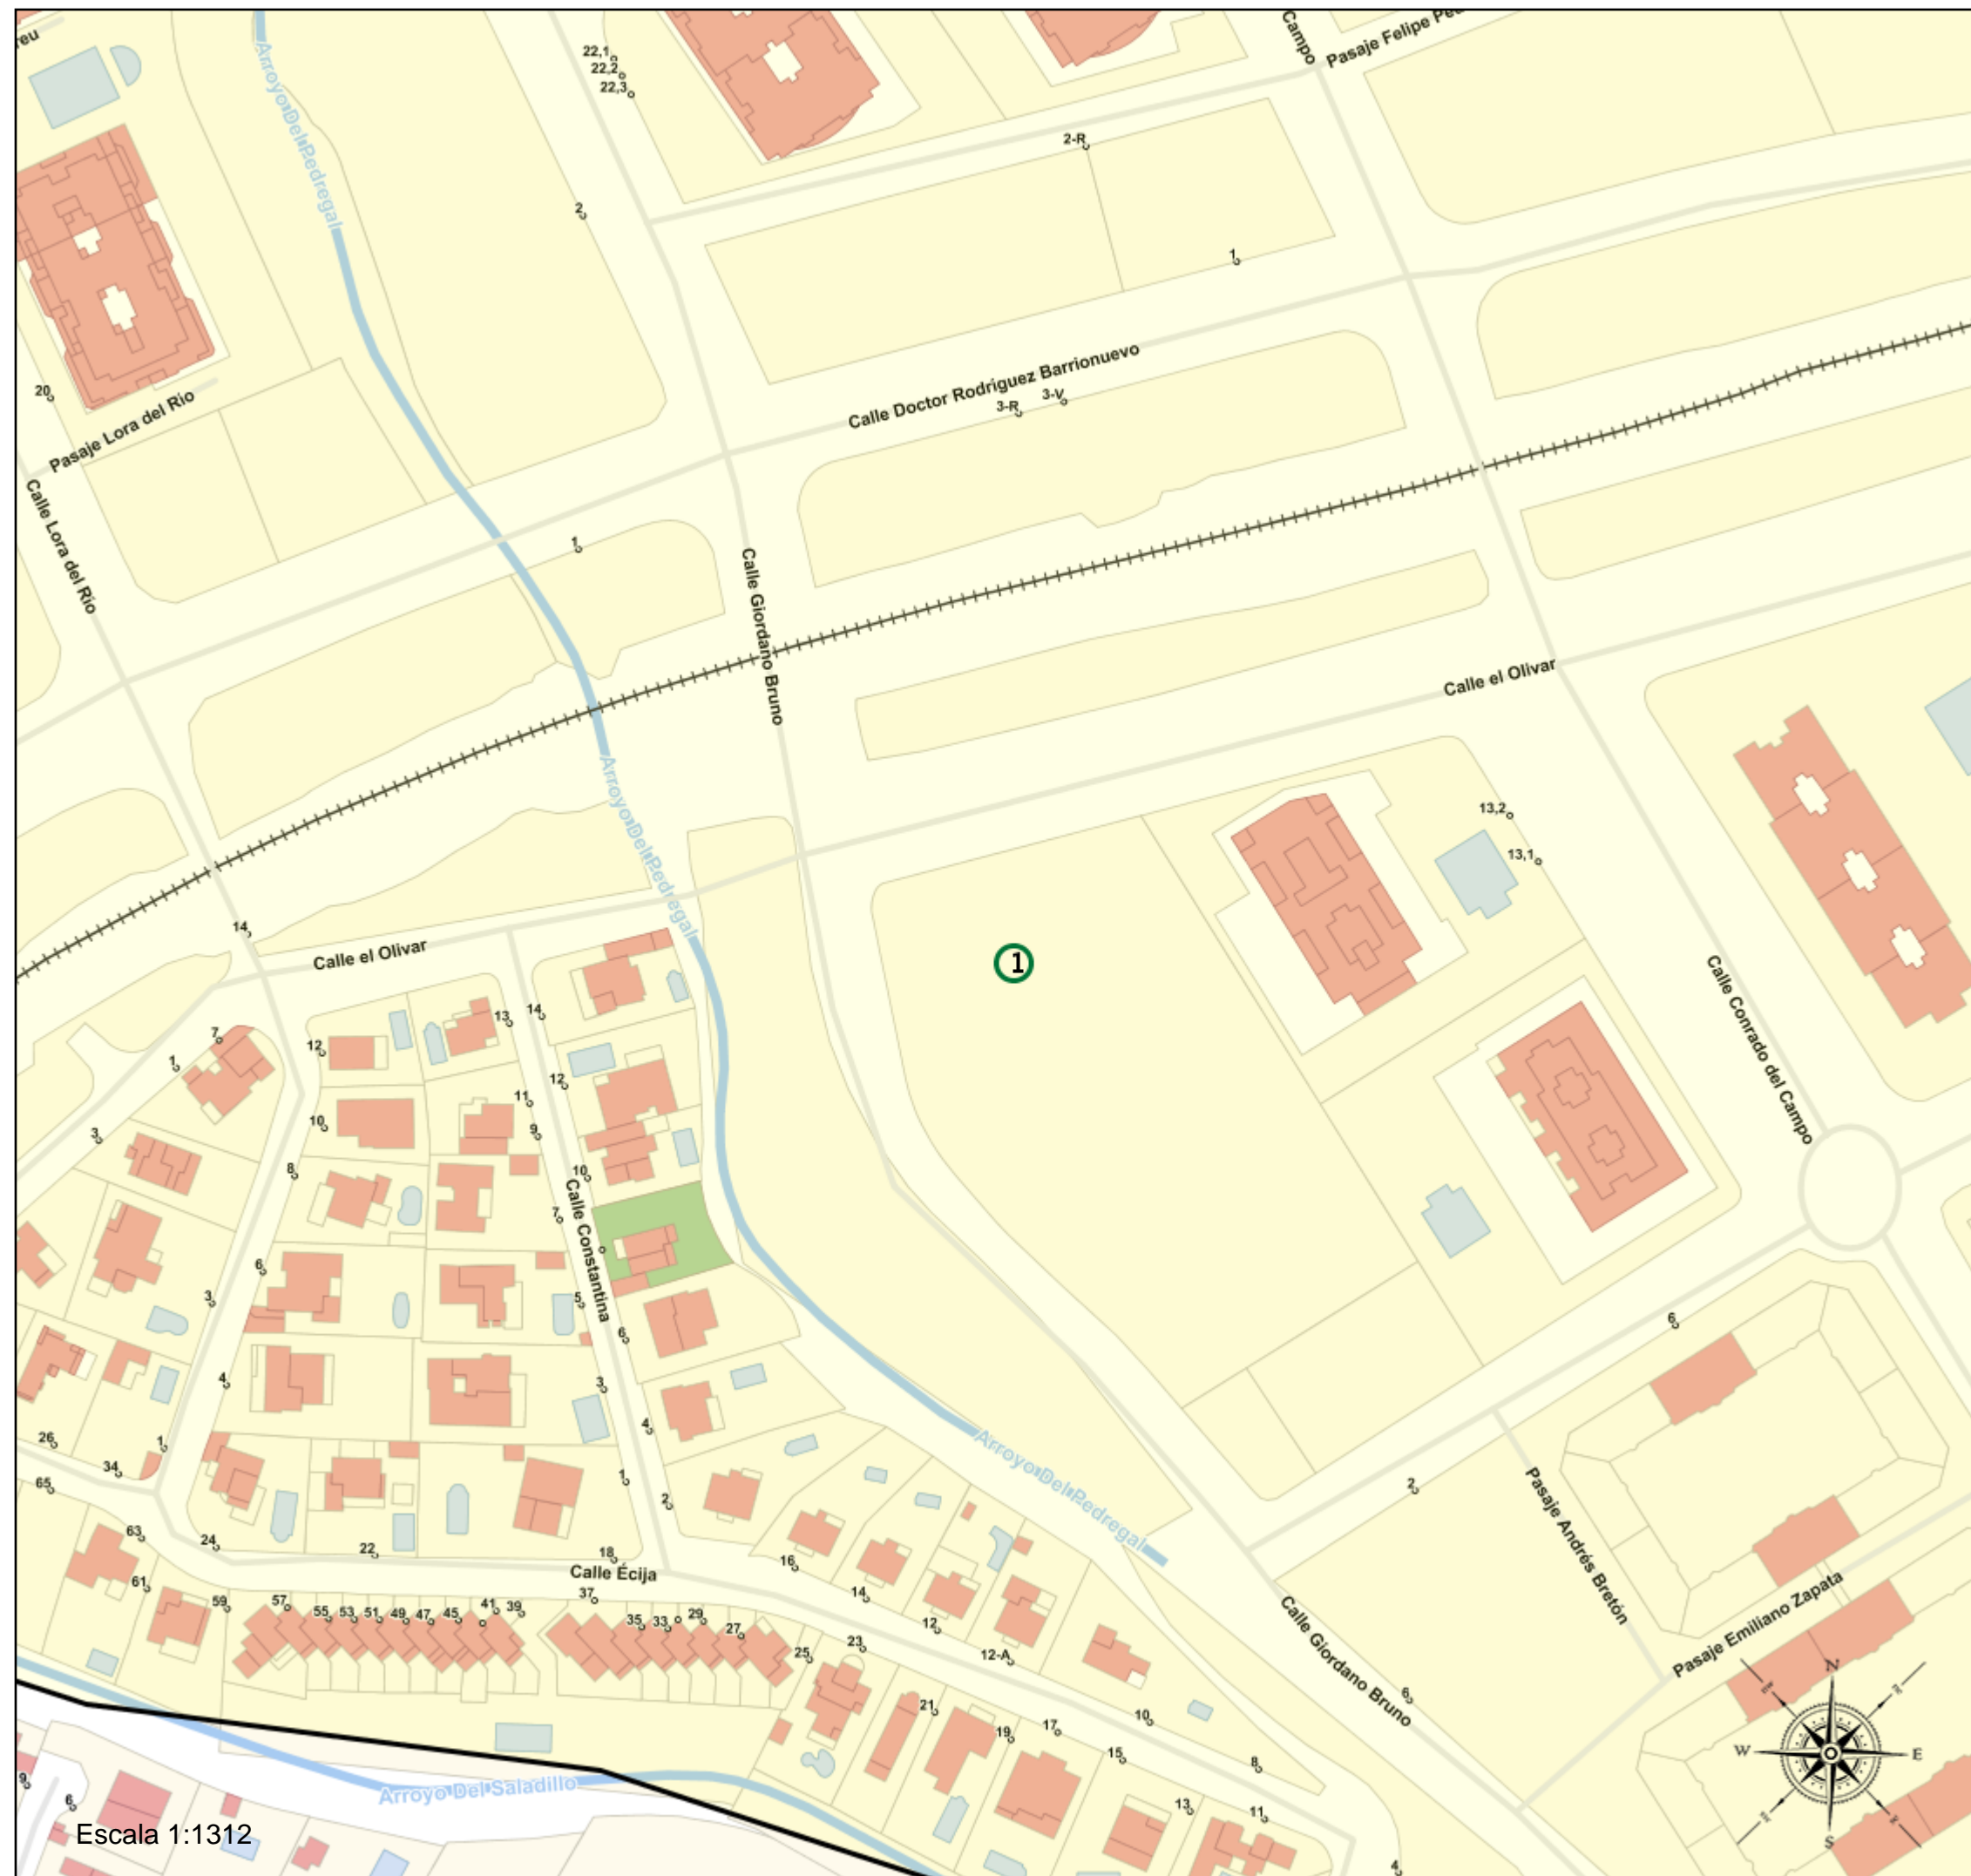 reu
Arroyo Del Pedregal
22,1
22,2
22,3
Campo
2-R
2
1
20
Pasaje Lora del Río
Calle Lora del Río
Calle Doctor Rodríguez Barrionuevo
3-R
3-V
1
Calle Giordano Bruno
Calle el Olivar
Arroyo Del Pedregal
13,2
13,1
1
14
Calle el Olivar
Calle Conrado del Campo
7
1
12
13
14
12
11
10
9
3
8
10
7
Calle Constantina
6
5
3
6
4
3
4
6
26
34
1
1
2
65
Arroyo Del Pedregal
2
Pasaje Andrés Bretón
63
24
22
18
Calle Écija
16
61
59
57
55
53
51
49
47
45
41
39
37
35
33
29
27
25
23
14
12
12-A
Calle Giordano Bruno
Pasaje Emiliano Zapata
6
21
19
17
10
15
8
N
W
E
S
Arroyo Del Saladillo
9
6
13
11
4
Escala 1:1312